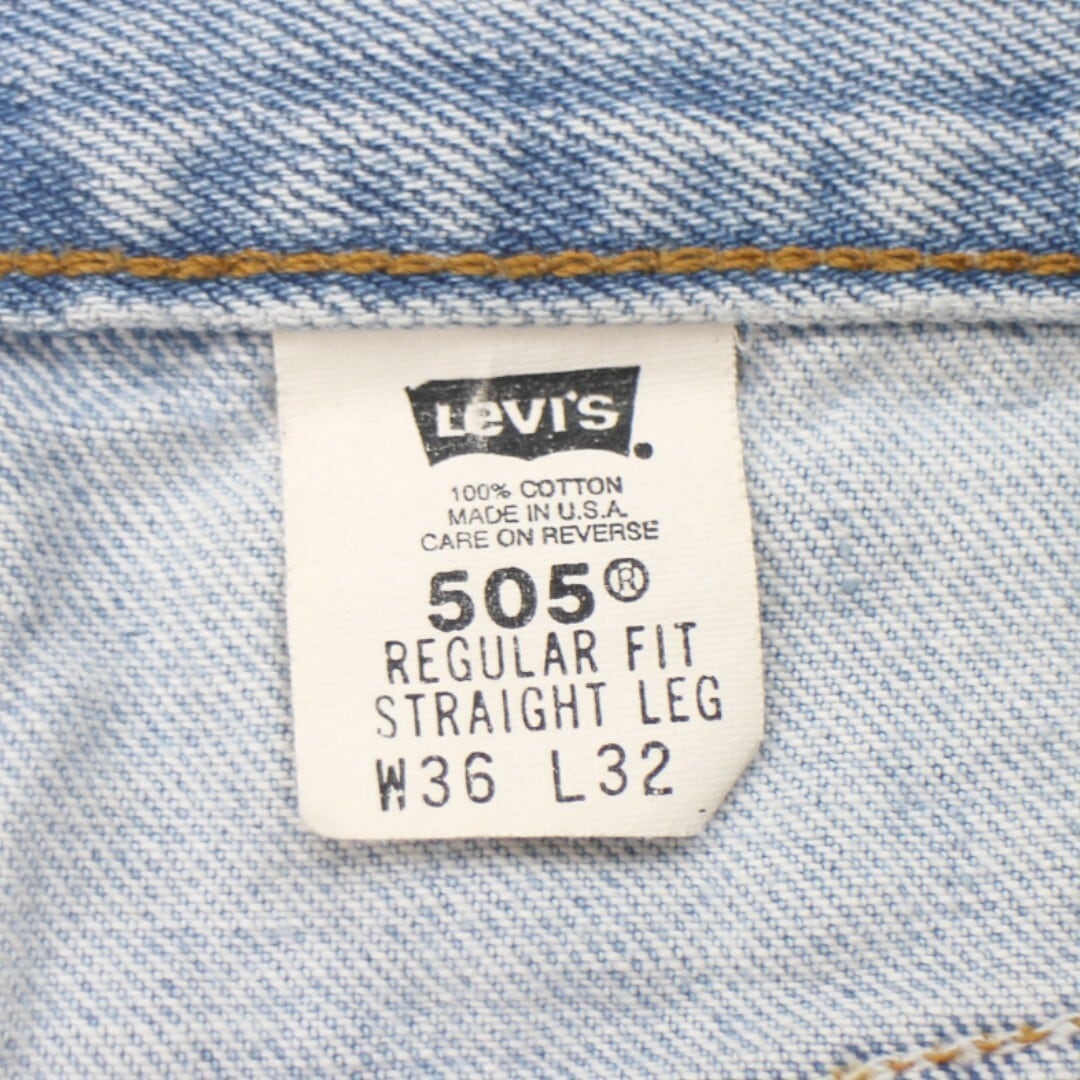 Levi's
100% COTTON
MADE IN U.S.A.
CARE ON REVERSE
505®
REGULAR FIT
STRAIGHT LEG
W36 L32